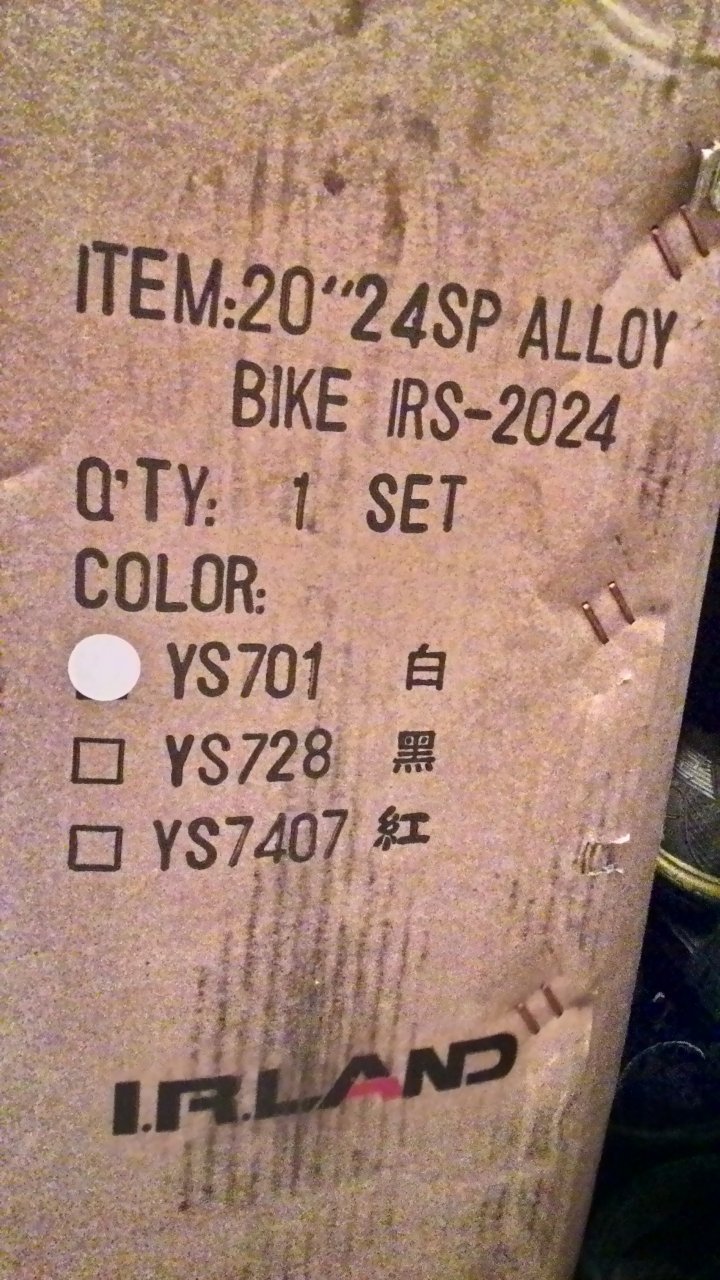 ITEM:20"24SP ALLOY
BIKE IRS-2024
Q'TY: 1 SET
COLOR:
YS701 白
YS728 黑
YS7407 紅
I.R.LAND